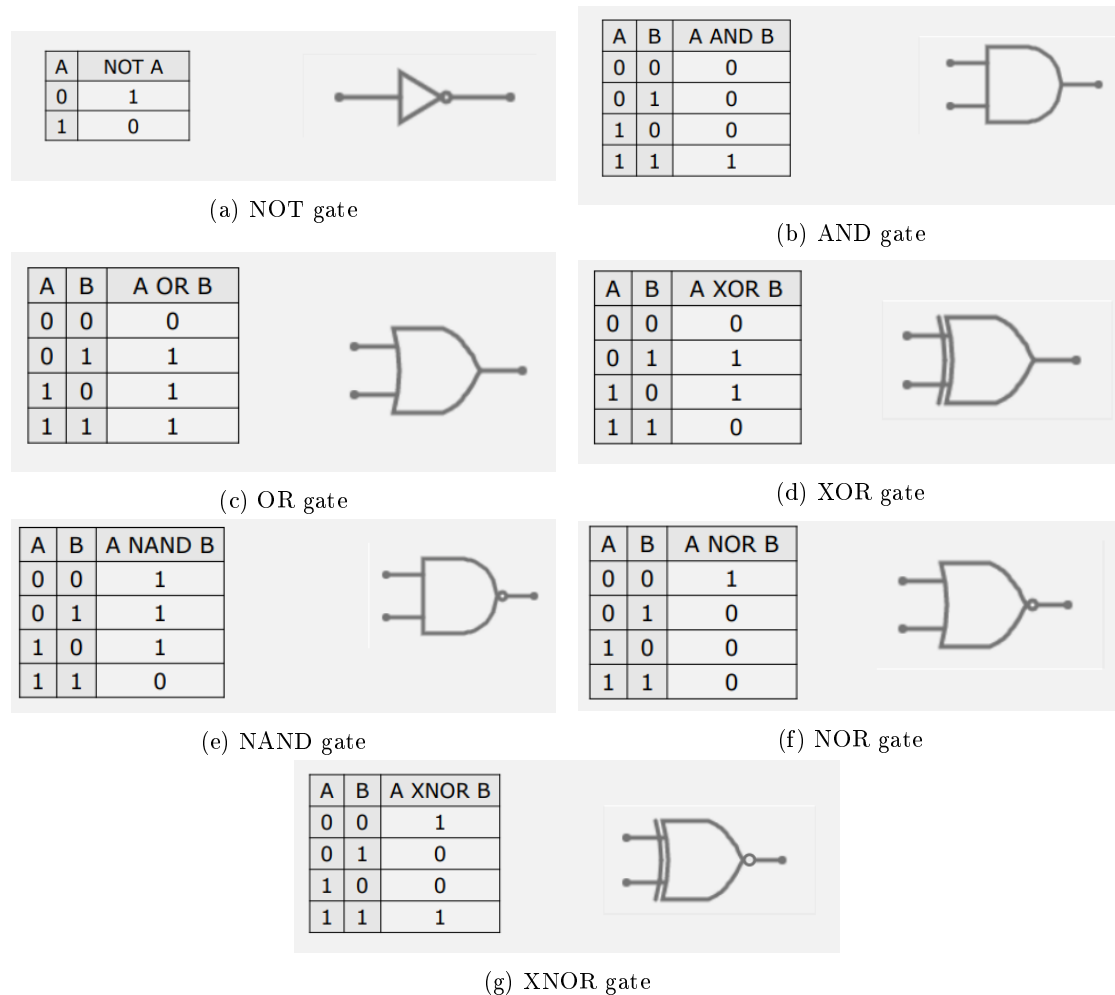 A NOT A
0 1
1 0
(a) NOT gate
A B A AND B
0 0 0
0 1 0
1 0 0
1 1 1
(b) AND gate
A B A OR B
0 0 0
0 1 1
1 0 1
1 1 1
(c) OR gate
A B A XOR B
0 0 0
0 1 1
1 0 1
1 1 0
(d) XOR gate
A B A NAND B
0 0 1
0 1 1
1 0 1
1 1 0
(e) NAND gate
A B A NOR B
0 0 1
0 1 0
1 0 0
1 1 0
(f) NOR gate
A B A XNOR B
0 0 1
0 1 0
1 0 0
1 1 1
(g) XNOR gate